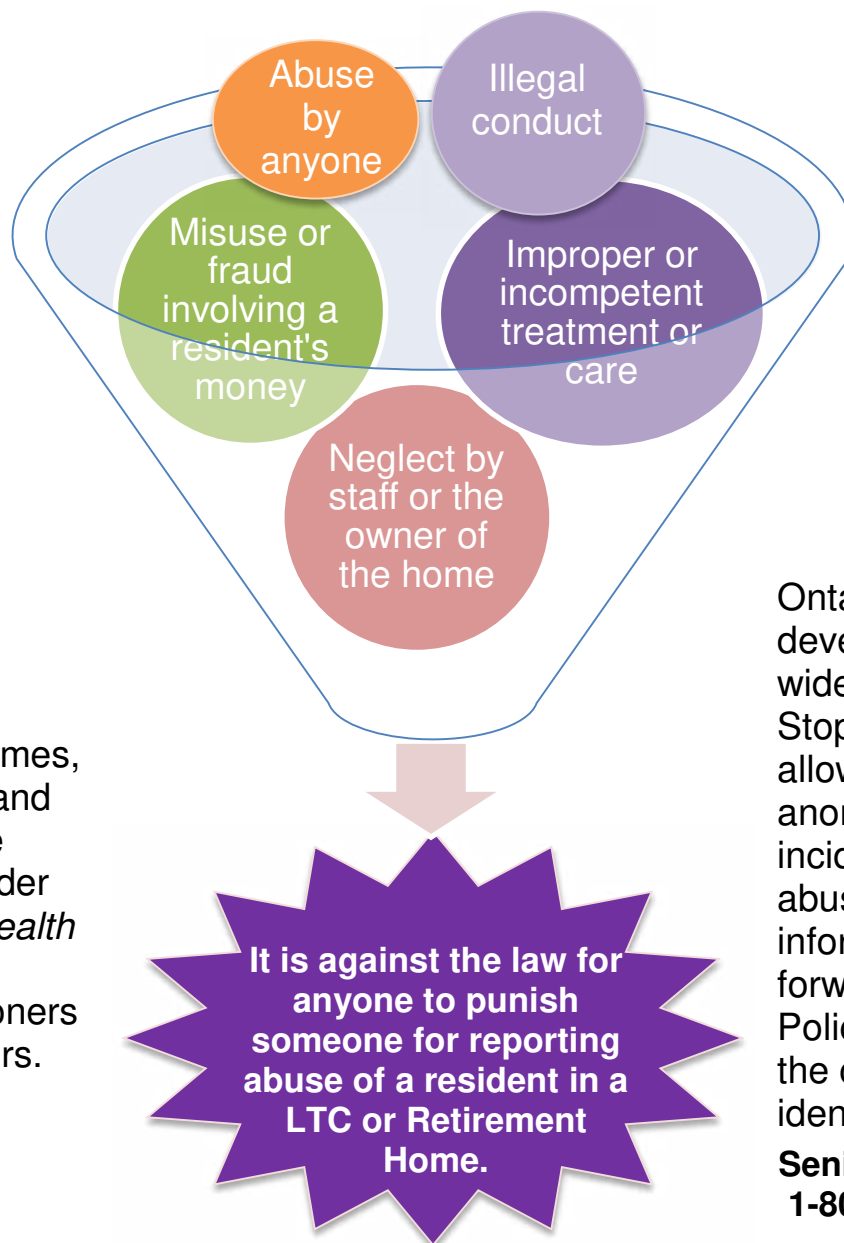 Abuse
by
anyone
Illegal
conduct
Misuse or
fraud
involving a
resident's
money
Improper or
incompetent
treatment or
care
Neglect by
staff or the
owner of
the home
mes,
and
der
ealth
oners
rs.
It is against the law for
anyone to punish
someone for reporting
abuse of a resident in a
LTC or Retirement
Home.
Onta
deve
wide
Stop
allow
anor
incid
abus
infor
forw
Polic
the
iden
Seni
1-80